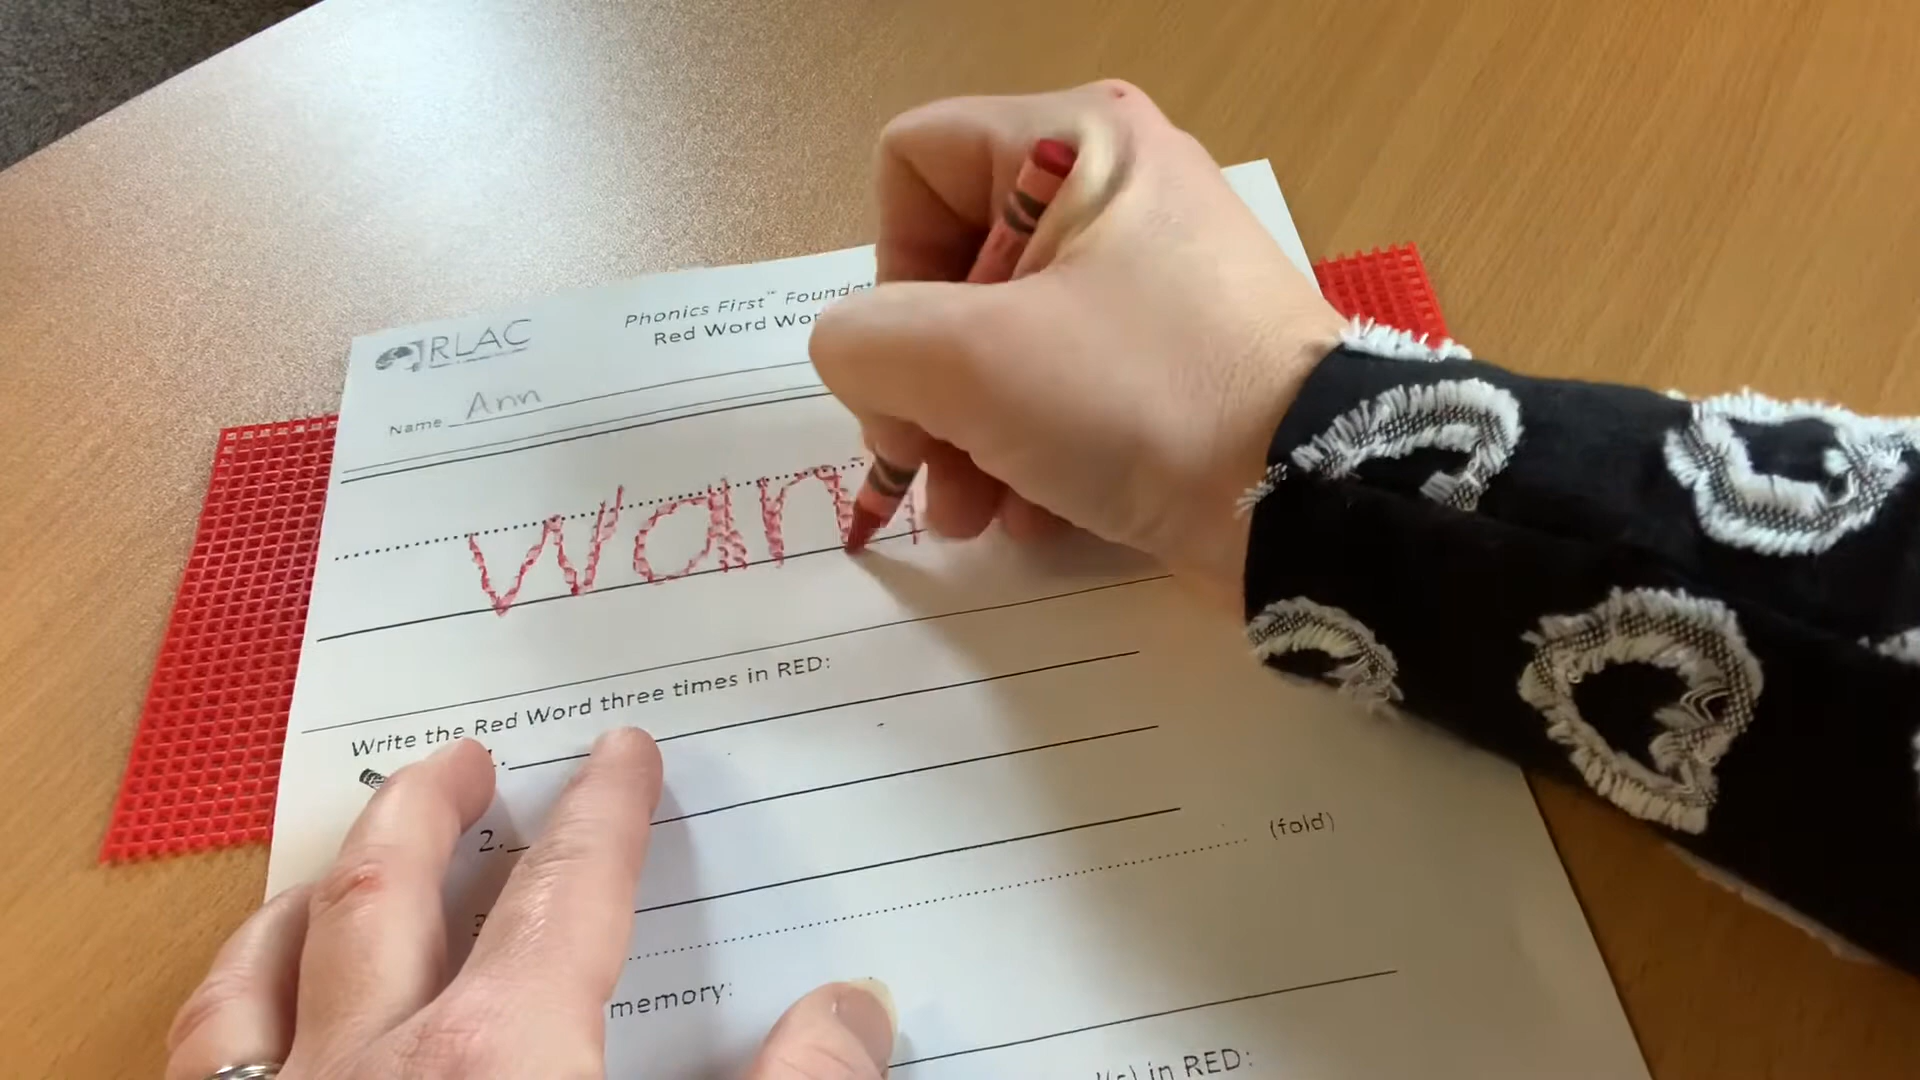 RLAC
Phonics First™
Red Word
Name Ann
wan
Write the Red Word three times in RED:
2.
(fold)
memory:
in RED: